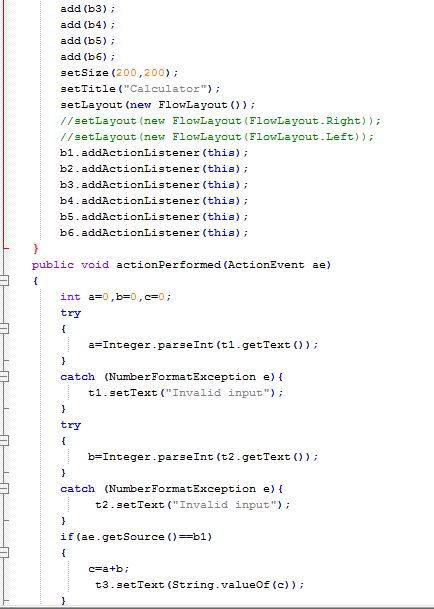 add(b3);
add(b4);
add(b5);
add(b6);
setSize(200,200);
setTitle("Calculator");
setLayout(new FlowLayout());
//setLayout(new FlowLayout(FlowLayout.Right));
//setLayout(new FlowLayout(FlowLayout.Left));
b1.addActionListener(this);
b2.addActionListener(this);
b3.addActionListener(this);
b4.addActionListener(this);
b5.addActionListener(this);
b6.addActionListener(this);
}
public void actionPerformed(ActionEvent ae)
{
int a=0,b=0,c=0;
try
{
a=Integer.parseInt(t1.getText());
}
catch (NumberFormatException e){
t1.setText("Invalid input");
}
try
{
b=Integer.parseInt(t2.getText());
}
catch (NumberFormatException e){
t2.setText("Invalid input");
}
if(ae.getSource()==b1)
{
c=a+b;
t3.setText(String.valueOf(c));
}